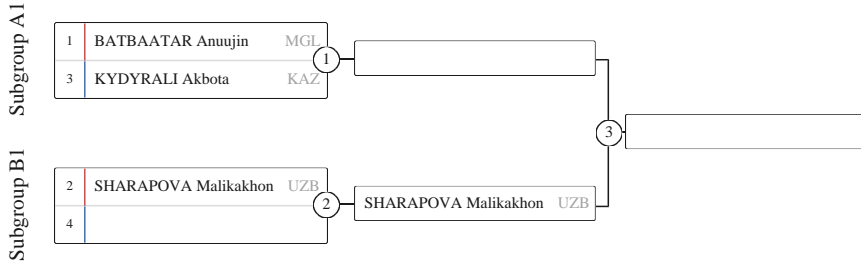 Subgroup A1
1 BATBAATAR Anuujin MGL
3 KYDYRALI Akbota KAZ
1
3
Subgroup B1
2 SHARAPOVA Malikakhon UZB
4
2
SHARAPOVA Malikakhon UZB